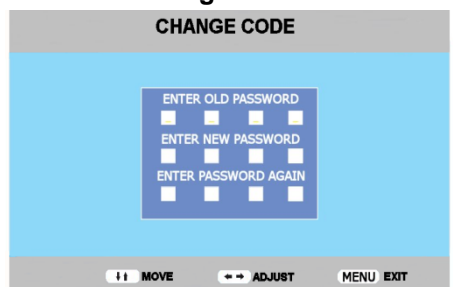 CHANGE CODE
ENTER OLD PASSWORD
_ _ _ _
ENTER NEW PASSWORD
ENTER PASSWORD AGAIN
MOVE ADJUST MENU EXIT